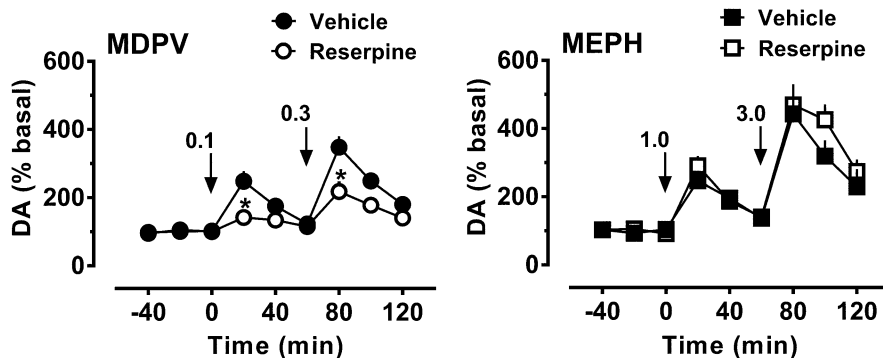 MDPV
Vehicle
Reserpine
DA (% basal)
600
400
200
0
0.1
0.3
*
*
-40
0
40
80
120
Time (min)
MEPH
Vehicle
Reserpine
DA (% basal)
600
400
200
0
1.0
3.0
-40
0
40
80
120
Time (min)